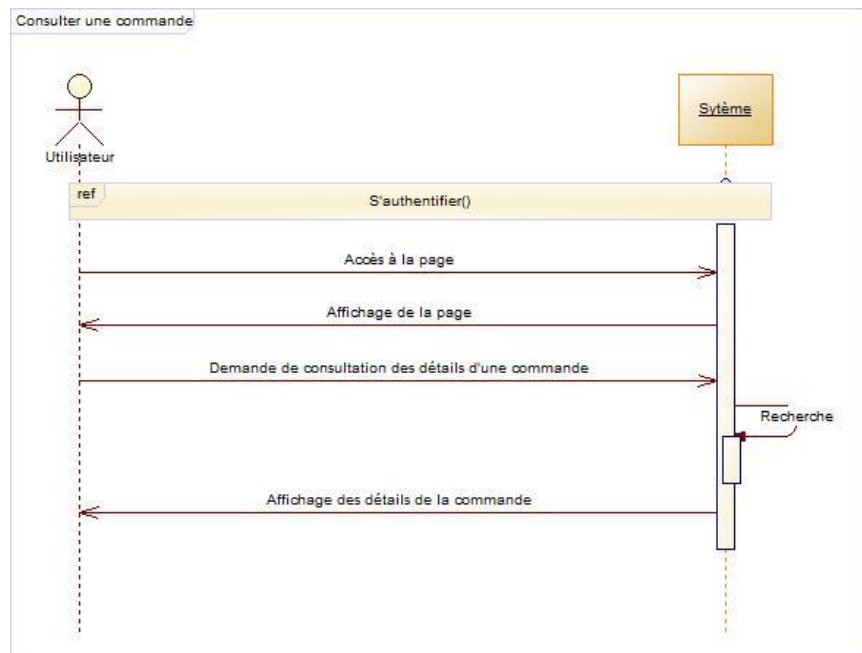 Consulter une commande
Sytème
Utilisateur
ref
S'authentifier()
Accès à la page
Affichage de la page
Demande de consultation des détails d'une commande
Recherche
Affichage des détails de la commande